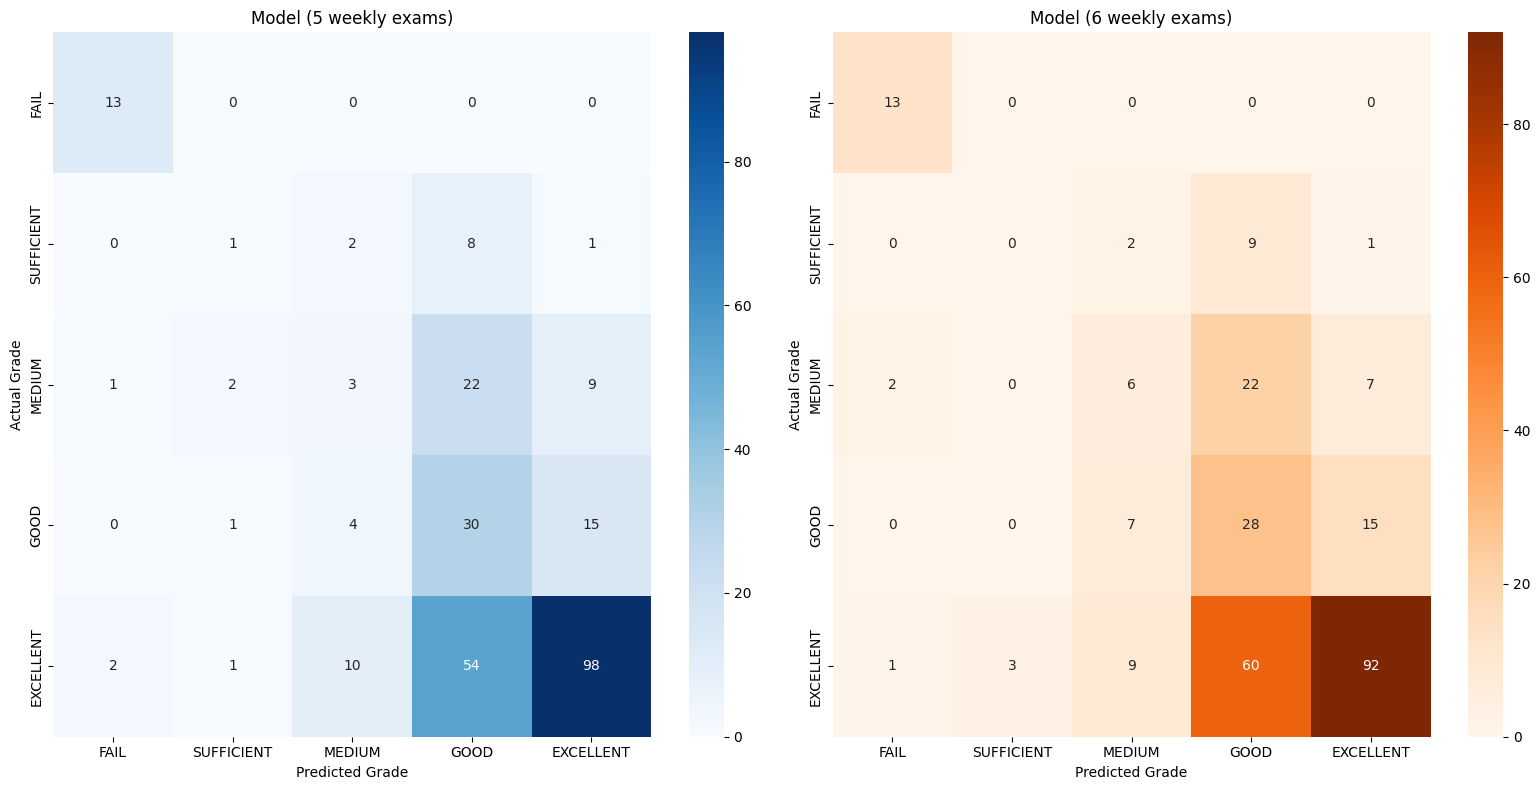 Model (5 weekly exams)
FAIL
SUFFICIENT
MEDIUM
GOOD
EXCELLENT
Actual Grade
13 0 0 0 0
0 1 2 8 1
1 2 3 22 9
0 1 4 30 15
2 1 10 54 98
FAIL SUFFICIENT MEDIUM GOOD EXCELLENT
Predicted Grade
80
60
40
20
0
Model (6 weekly exams)
FAIL
SUFFICIENT
MEDIUM
GOOD
EXCELLENT
Actual Grade
13 0 0 0 0
0 0 2 9 1
2 0 6 22 7
0 0 7 28 15
1 3 9 60 92
FAIL SUFFICIENT MEDIUM GOOD EXCELLENT
Predicted Grade
80
60
40
20
0